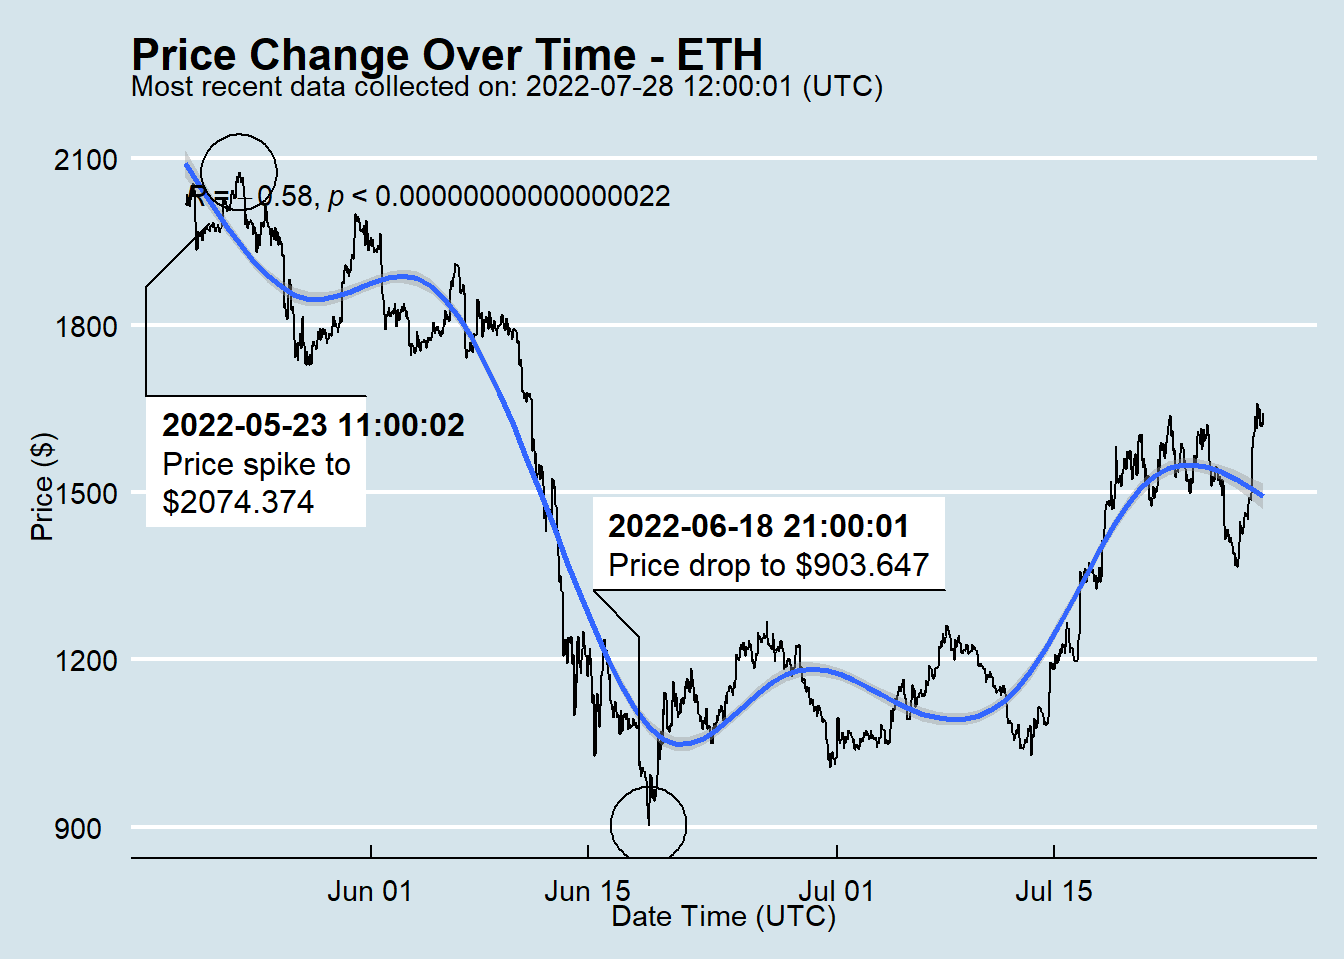 Price Change Over Time - ETH
Most recent data collected on: 2022-07-28 12:00:01 (UTC)
2100
R = − 0.58, p < 0.00000000000000022
1800
2022-05-23 11:00:02
Price spike to
$2074.374
Price ($)
1500
2022-06-18 21:00:01
Price drop to $903.647
1200
900
Jun 01
Jun 15
Jul 01
Jul 15
Date Time (UTC)